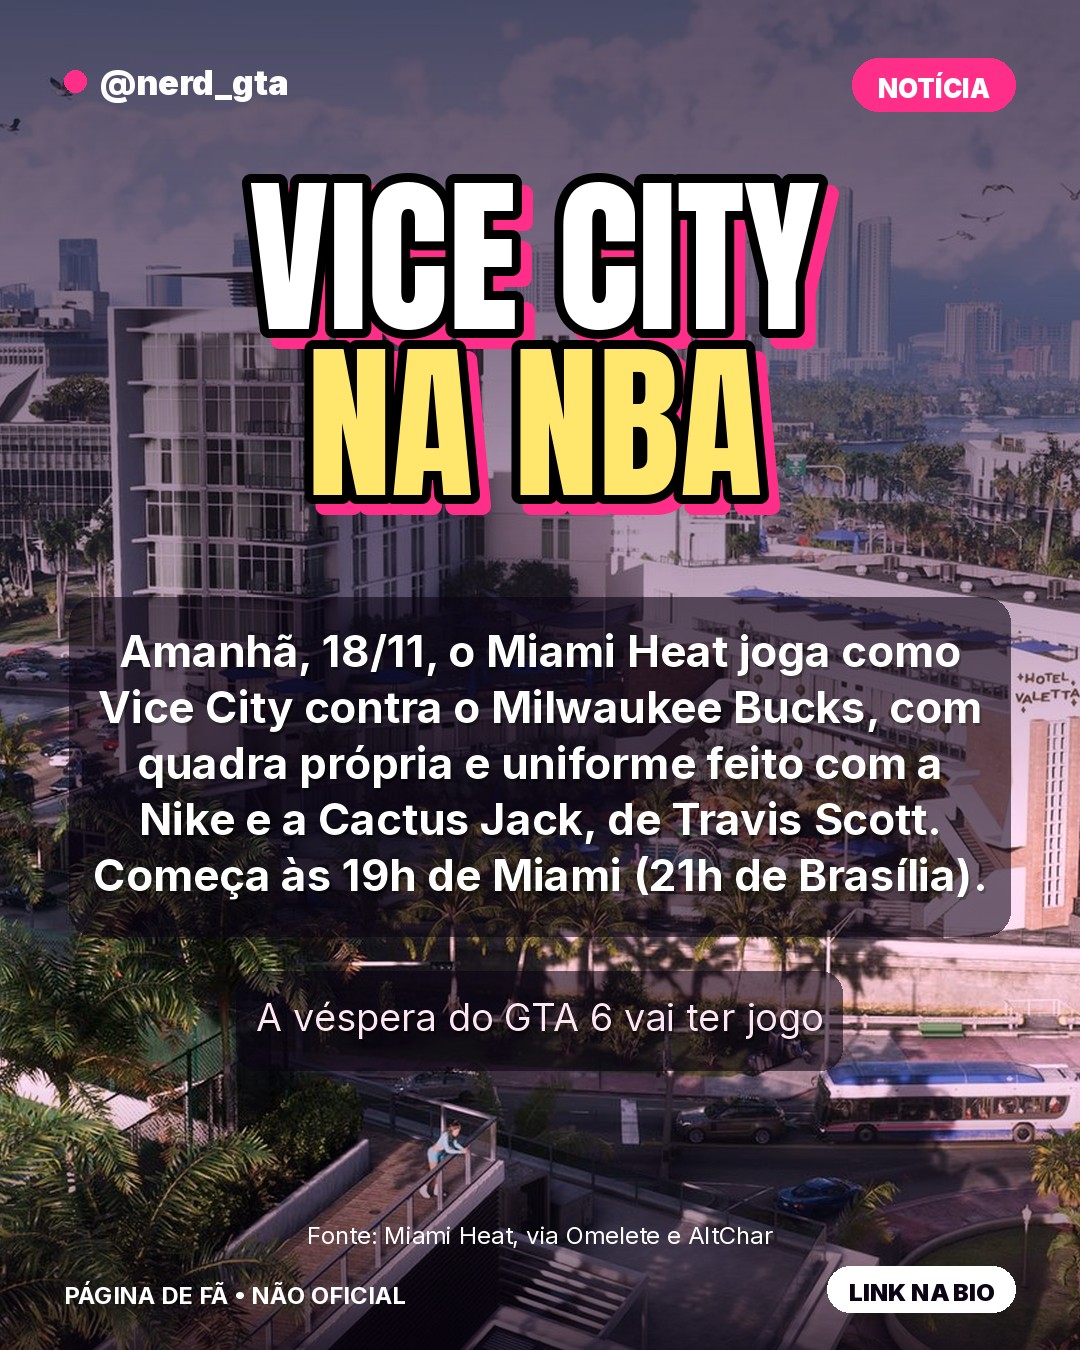 @nerd_gta
NOTÍCIA
VICE CITY
NA NBA
Amanhã, 18/11, o Miami Heat joga como
Vice City contra o Milwaukee Bucks, com
quadra própria e uniforme feito com a
Nike e a Cactus Jack, de Travis Scott.
Começa às 19h de Miami (21h de Brasília).
HOTEL
VALETTA
A véspera do GTA 6 vai ter jogo
Fonte: Miami Heat, via Omelete e AltChar
PÁGINA DE FÃ • NÃO OFICIAL
LINK NA BIO